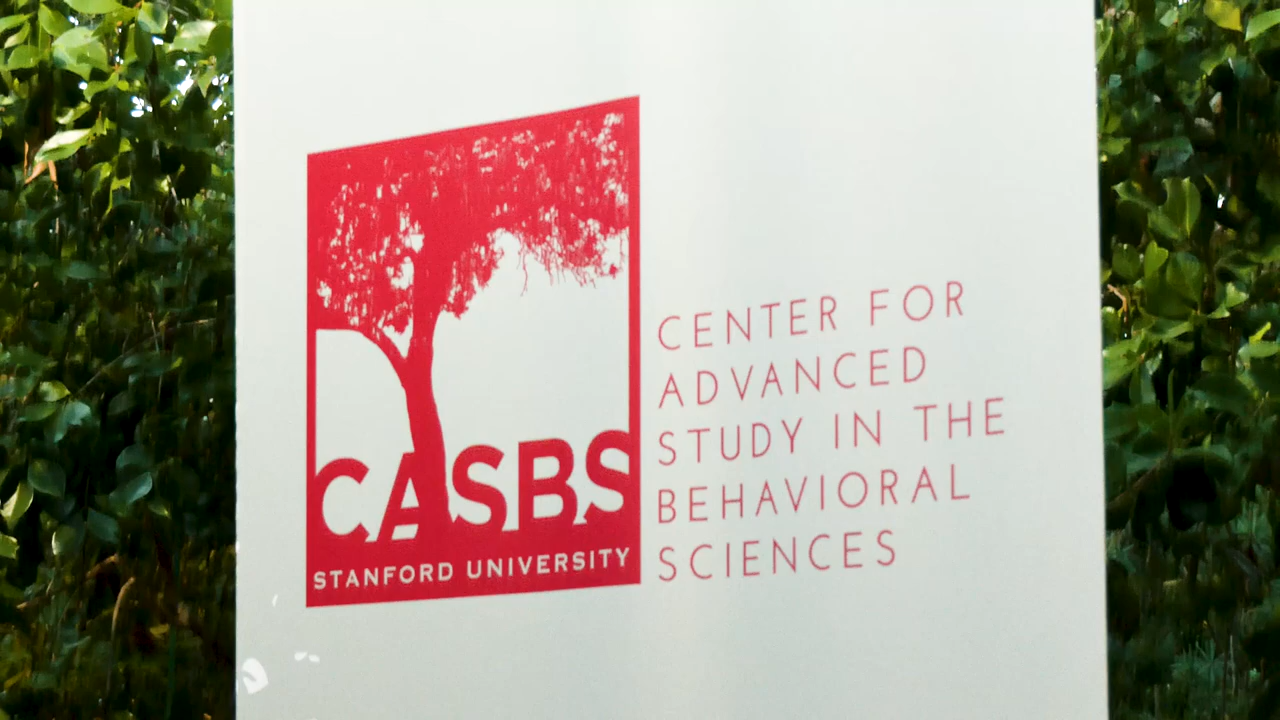 CASBS
STANFORD UNIVERSITY
CENTER FOR
ADVANCED
STUDY IN THE
BEHAVIORAL
SCIENCES